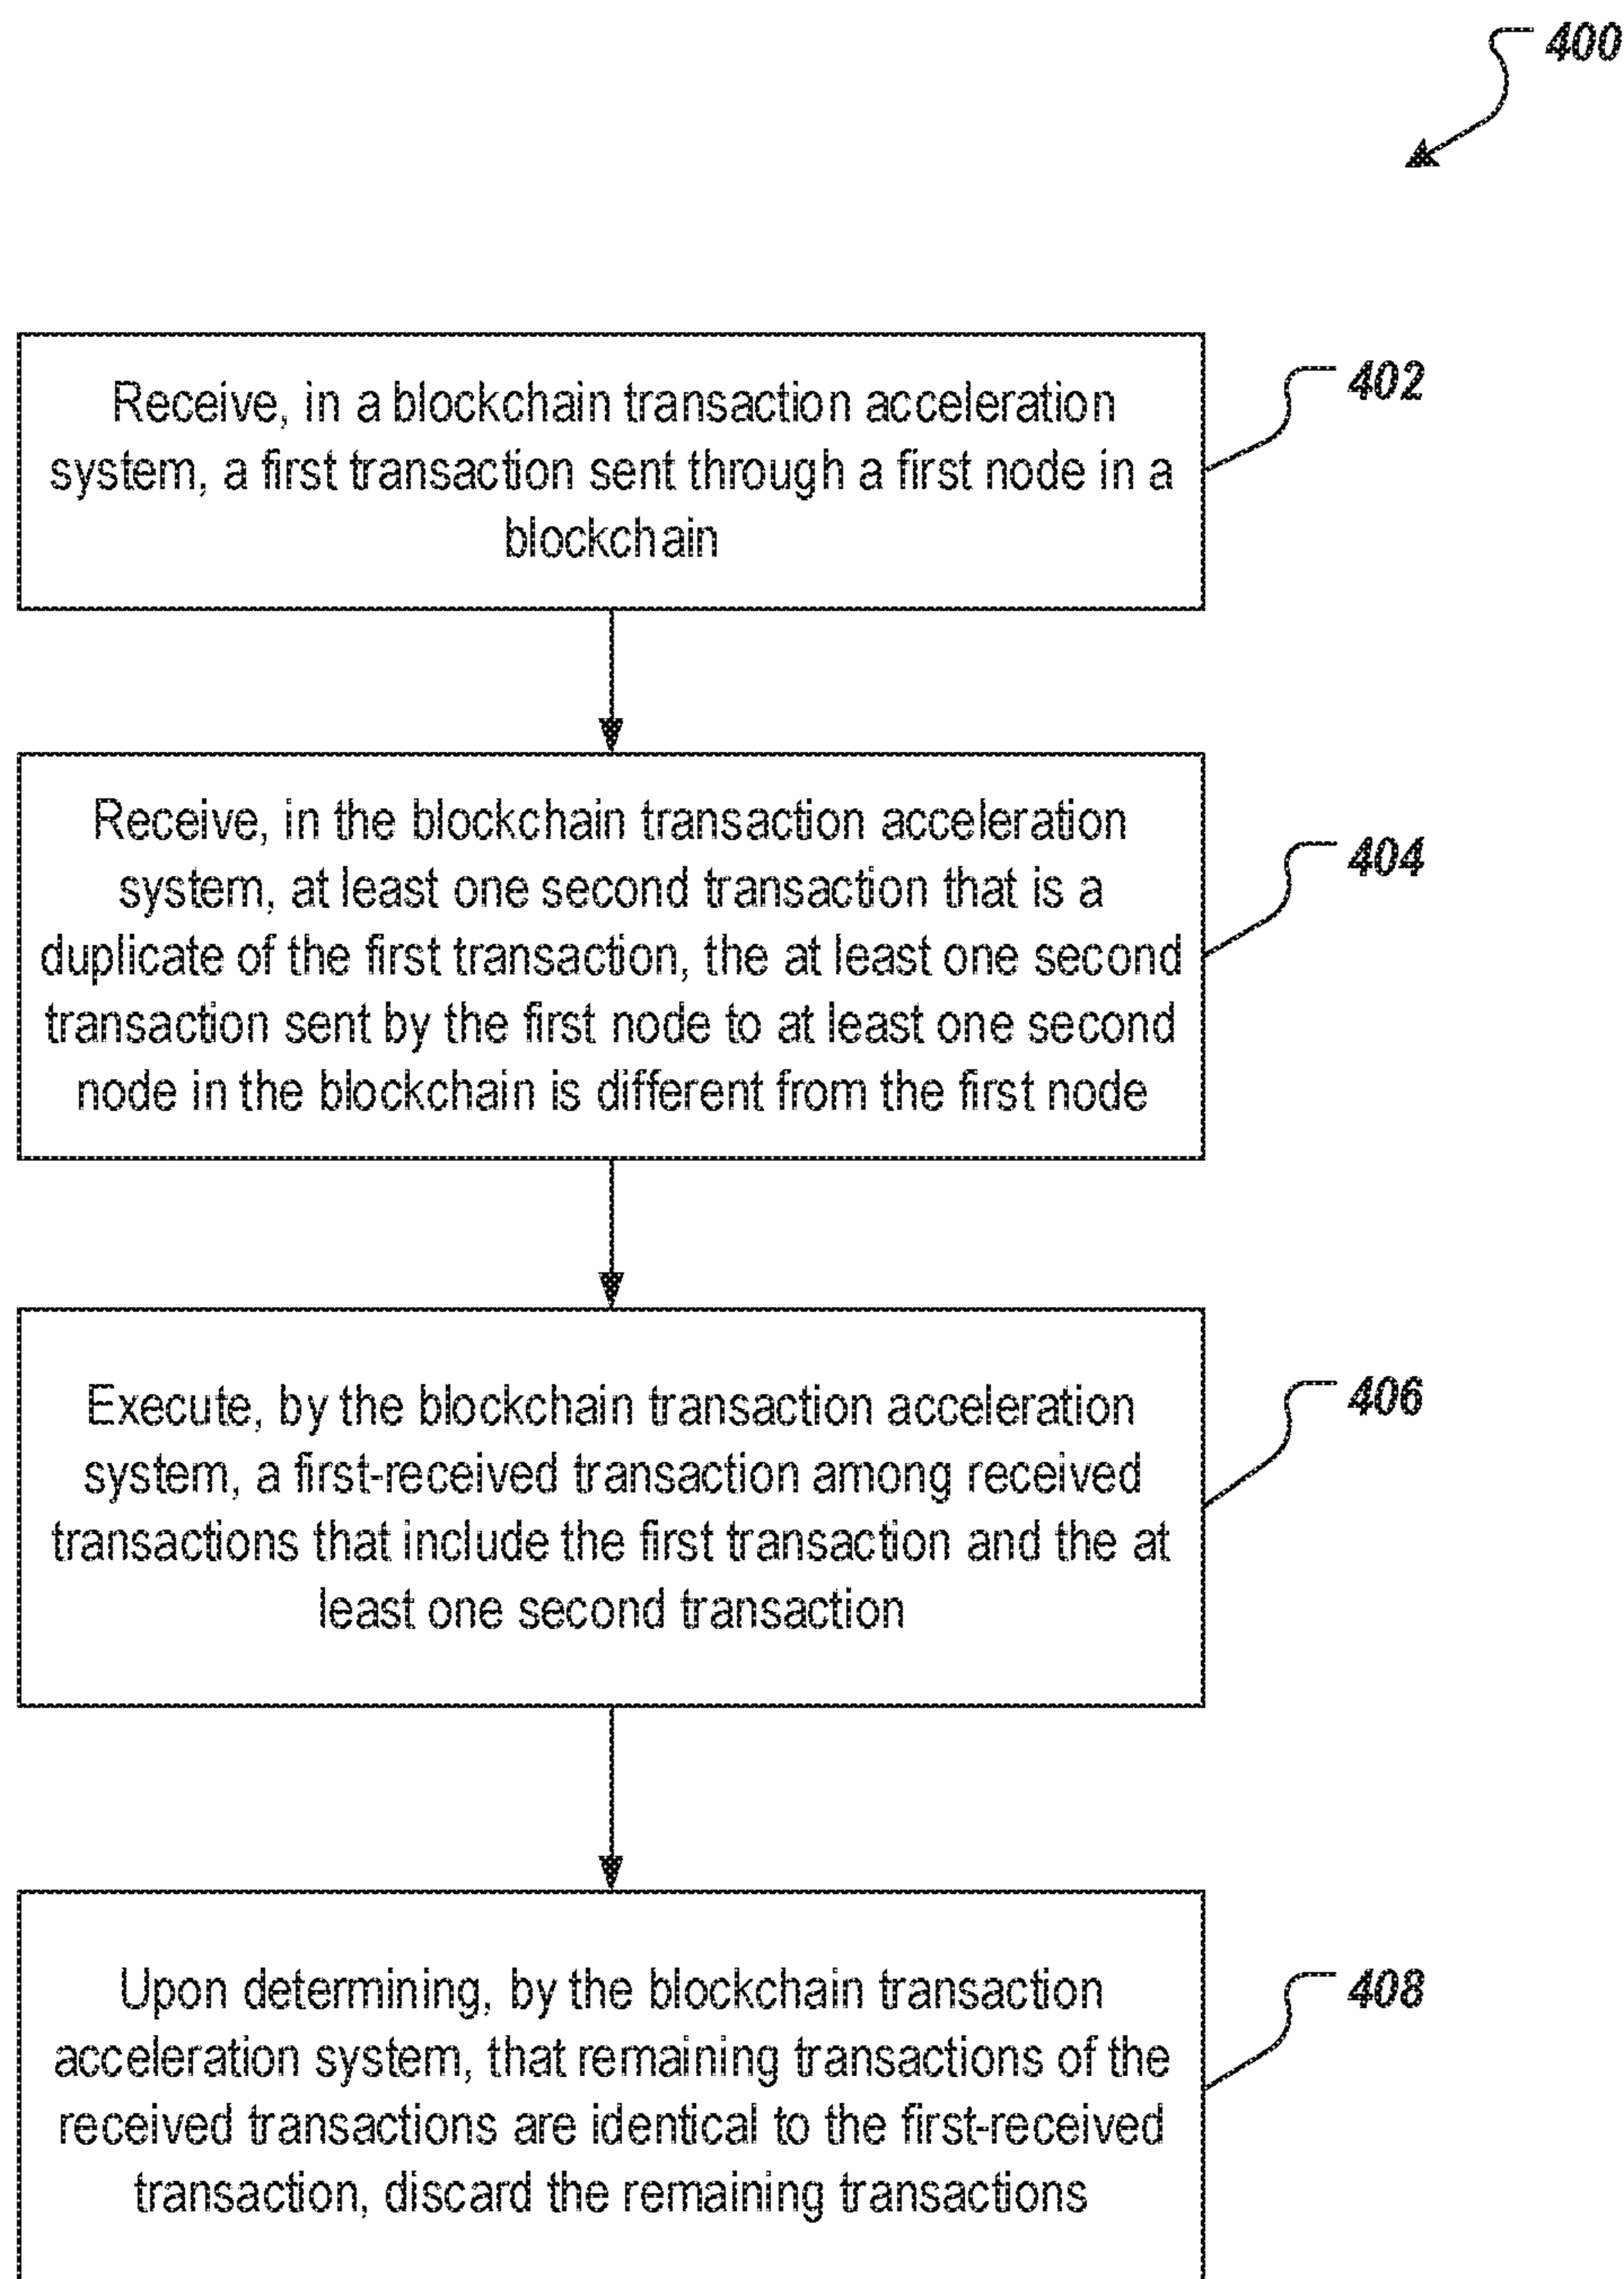 400
Receive, in a blockchain transaction acceleration
system, a first transaction sent through a first node in a
blockchain
402
Receive, in the blockchain transaction acceleration
system, at least one second transaction that is a
duplicate of the first transaction, the at least one second
transaction sent by the first node to at least one second
node in the blockchain is different from the first node
404
Execute, by the blockchain transaction acceleration
system, a first-received transaction among received
transactions that include the first transaction and the at
least one second transaction
406
Upon determining, by the blockchain transaction
acceleration system, that remaining transactions of the
received transactions are identical to the first-received
transaction, discard the remaining transactions
408